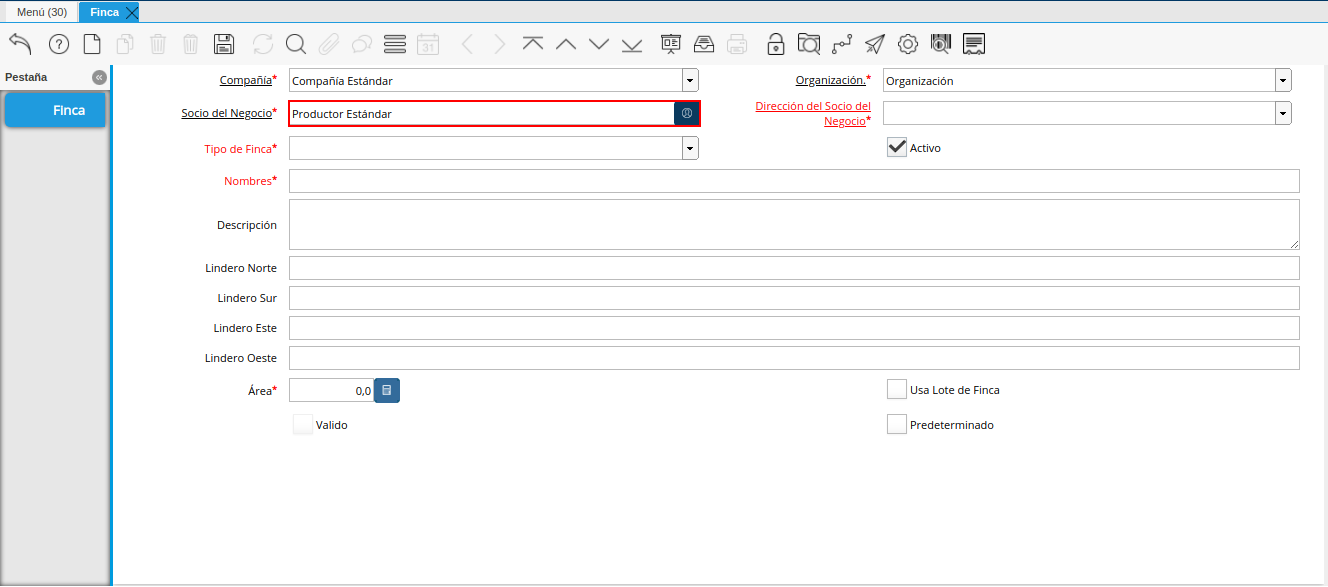 Menú (30) Finca
31
Pestaña
Finca
Compañía* Compañía Estándar Organización.* Organización
Socio del Negocio* Productor Estándar Dirección del Socio del
Negocio*
Tipo de Finca* Activo
Nombres*
Descripción
Lindero Norte
Lindero Sur
Lindero Este
Lindero Oeste
Área* 0,0 Usa Lote de Finca
Valido Predeterminado